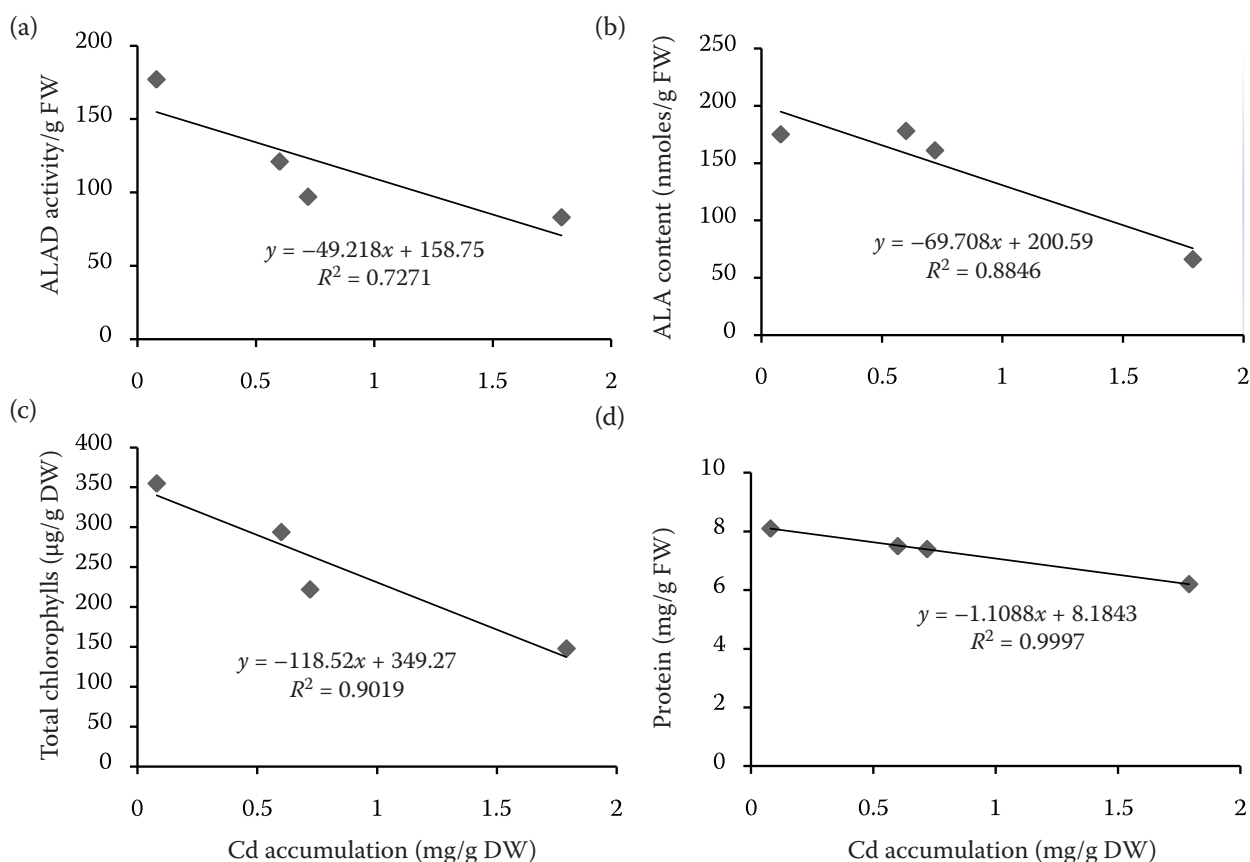 (a)
200
150
100
50
0
ALAD activity/g FW
y = −49.218x + 158.75
R² = 0.7271
0 0.5 1 1.5 2
(b)
250
200
150
100
50
0
ALA content (nmoles/g FW)
y = −69.708x + 200.59
R² = 0.8846
0 0.5 1 1.5 2
(c)
400
350
300
250
200
150
100
50
0
Total chlorophylls (µg/g DW)
y = −118.52x + 349.27
R² = 0.9019
0 0.5 1 1.5 2
Cd accumulation (mg/g DW)
(d)
10
8
6
4
2
0
Protein (mg/g FW)
y = −1.1088x + 8.1843
R² = 0.9997
0 0.5 1 1.5 2
Cd accumulation (mg/g DW)